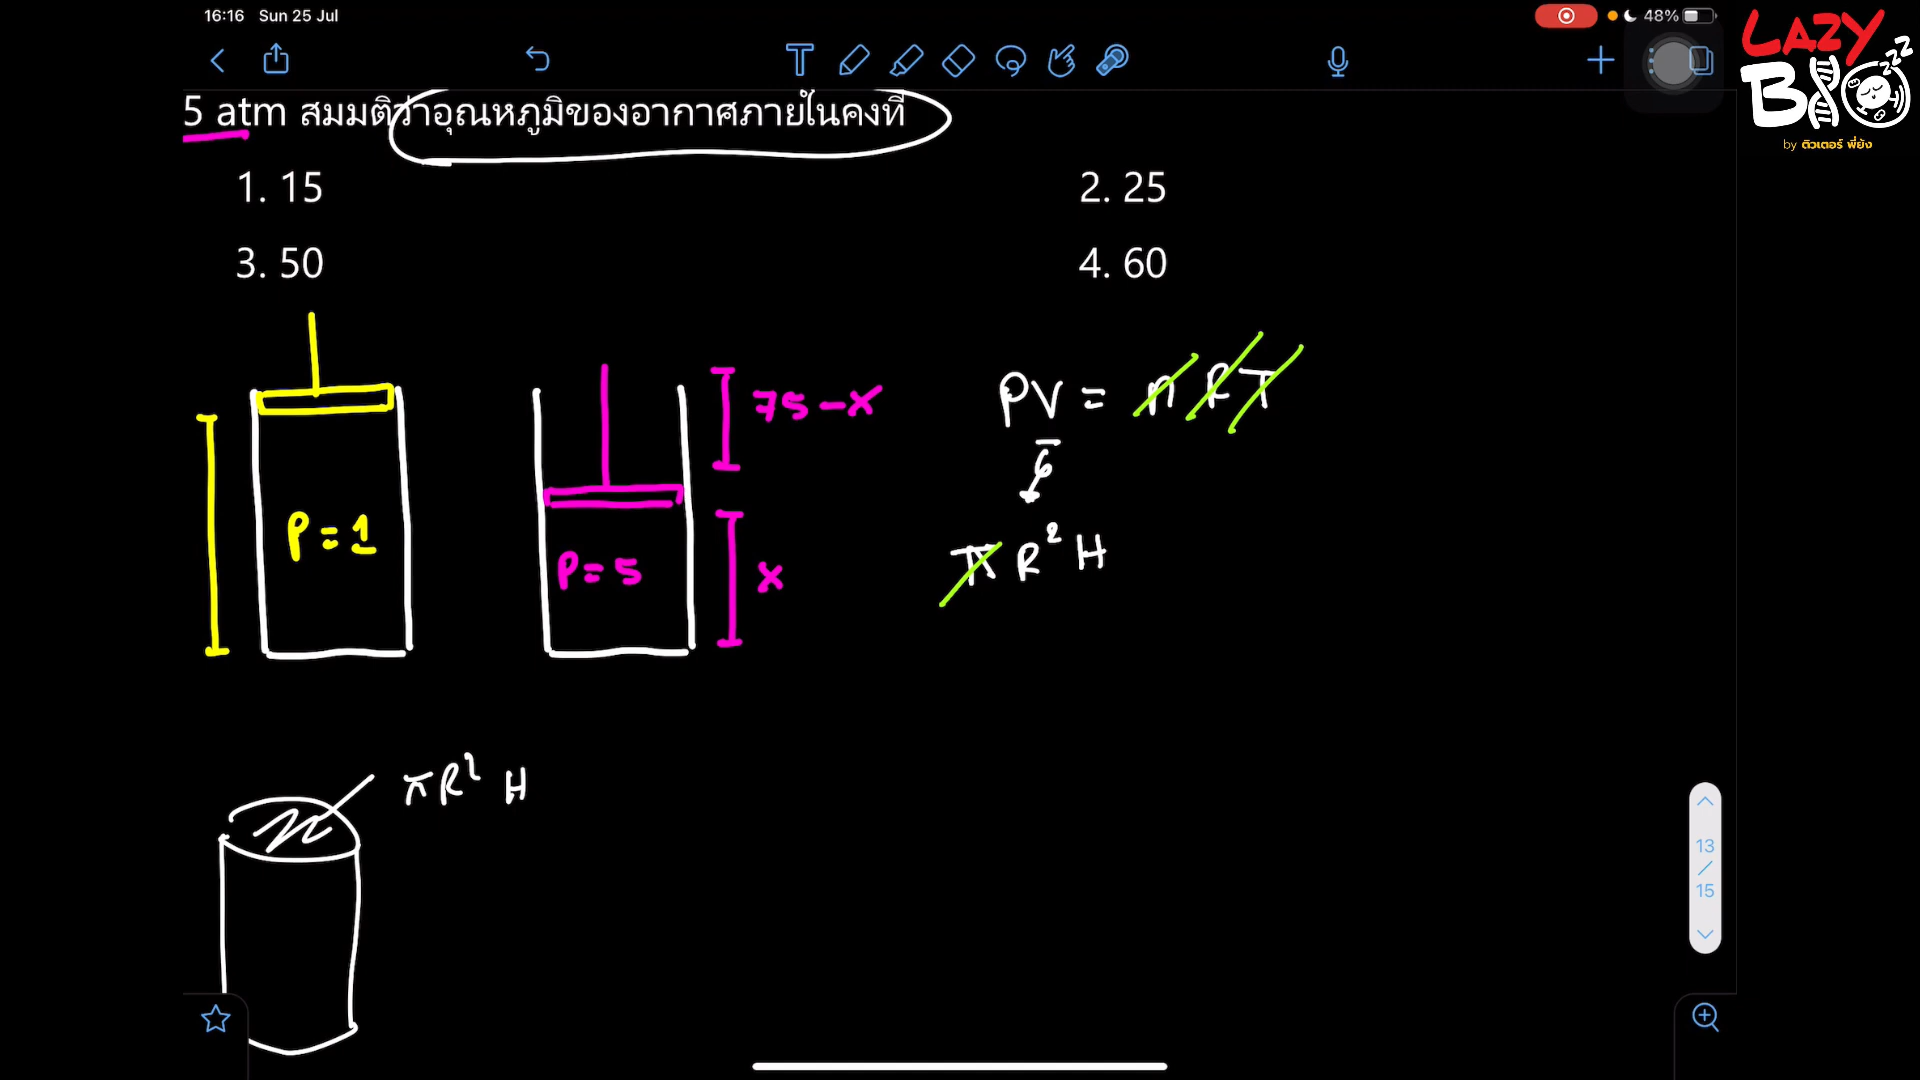 16:16 Sun 25 Jul
48%
LAZY
BIO
zzz
by ติวเตอร์ พี่ยัง
5 atm สมมติว่าอุณหภูมิของอากาศภายในคงที่
1. 15
2. 25
3. 50
4. 60
P = 1
75 - X
P = 5
X
PV = nRT
πR²H
πR² H
13
/
15